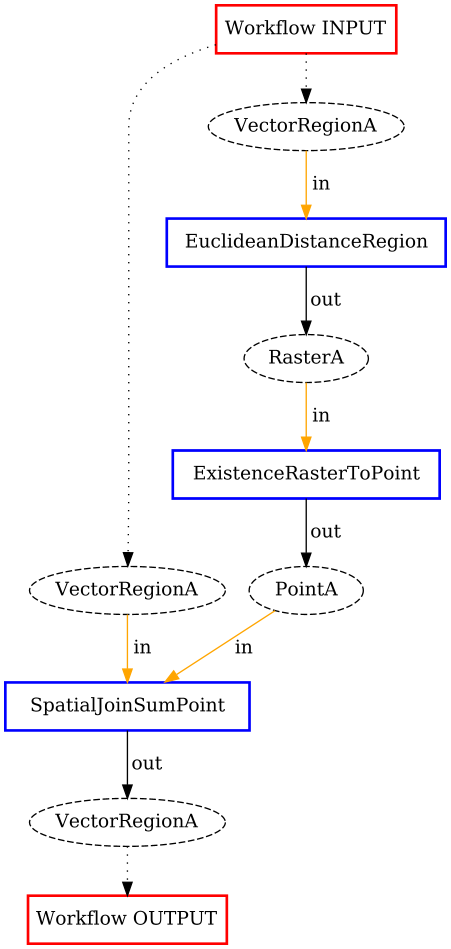 Workflow INPUT
VectorRegionA
in
EuclideanDistanceRegion
out
RasterA
in
ExistenceRasterToPoint
out
VectorRegionA
PointA
in
in
SpatialJoinSumPoint
out
VectorRegionA
Workflow OUTPUT